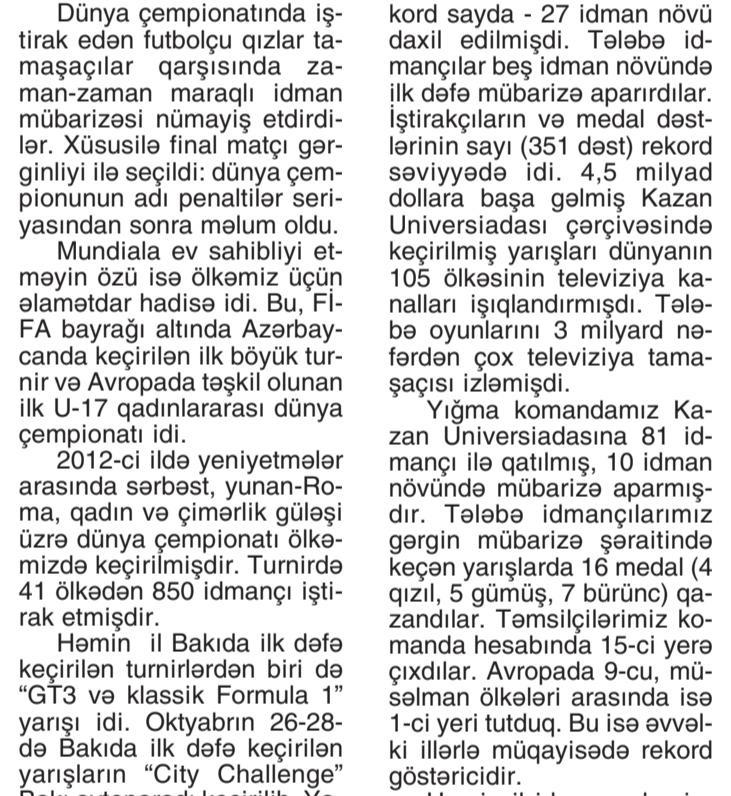 Dünya çempionatında iş-
tirak edən futbolçu qızlar ta-
maşaçılar qarşısında za-
man-zaman maraqlı idman
mübarizəsi nümayiş etdirdi-
lər. Xüsusilə final matçı gər-
ginliyi ilə seçildi: dünya çem-
pionunun adı penaltilər seri-
yasından sonra məlum oldu.
Mundiala ev sahibliyi et-
məyin özü isə ölkəmiz üçün
əlamətdar hadisə idi. Bu, Fİ-
FA bayrağı altında Azərbay-
canda keçirilən ilk böyük tur-
nir və Avropada təşkil olunan
ilk U-17 qadınlararası dünya
çempionatı idi.
2012-ci ildə yeniyetmələr
arasında sərbəst, yunan-Ro-
ma, qadın və çimərlik güləşi
üzrə dünya çempionatı ölkə-
mizdə keçirilmişdir. Turnirdə
41 ölkədən 850 idmançı işti-
rak etmişdir.
Həmin il Bakıda ilk dəfə
keçirilən turnirlərdən biri də
“GT3 və klassik Formula 1”
yarışı idi. Oktyabrın 26-28-
də Bakıda ilk dəfə keçirilən
yarışların “City Challenge”
kord sayda - 27 idman növü
daxil edilmişdi. Tələbə id-
mançılar beş idman növündə
ilk dəfə mübarizə aparırdılar.
İştirakçıların və medal dəst-
lərinin sayı (351 dəst) rekord
səviyyədə idi. 4,5 milyad
dollara başa gəlmiş Kazan
Universiadası çərçivəsində
keçirilmiş yarışları dünyanın
105 ölkəsinin televiziya ka-
nalları işıqlandırmışdı. Tələ-
bə oyunlarını 3 milyard nə-
fərdən çox televiziya tama-
şaçısı izləmişdi.
Yığma komandamız Ka-
zan Universiadasına 81 id-
mançı ilə qatılmış, 10 idman
növündə mübarizə aparmış-
dır. Tələbə idmançılarımız
gərgin mübarizə şəraitində
keçən yarışlarda 16 medal (4
qızıl, 5 gümüş, 7 bürünc) qa-
zandılar. Təmsilçilərimiz ko-
manda hesabında 15-ci yerə
çıxdılar. Avropada 9-cu, mü-
səlman ölkələri arasında isə
1-ci yeri tutduq. Bu isə əvvəl-
ki illərlə müqayisədə rekord
göstəricidir.